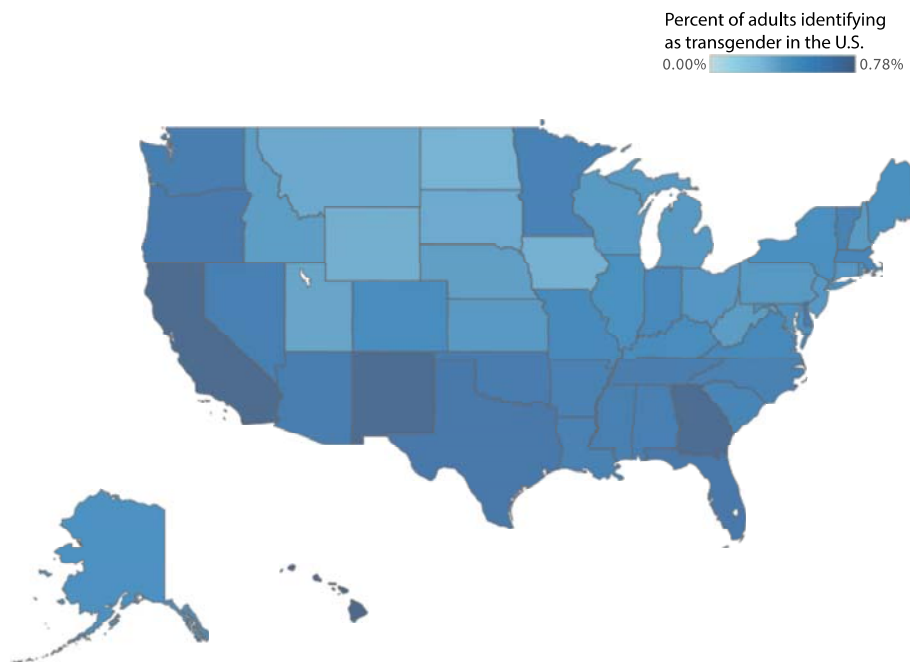 Percent of adults identifying
as transgender in the U.S.
0.00% 0.78%